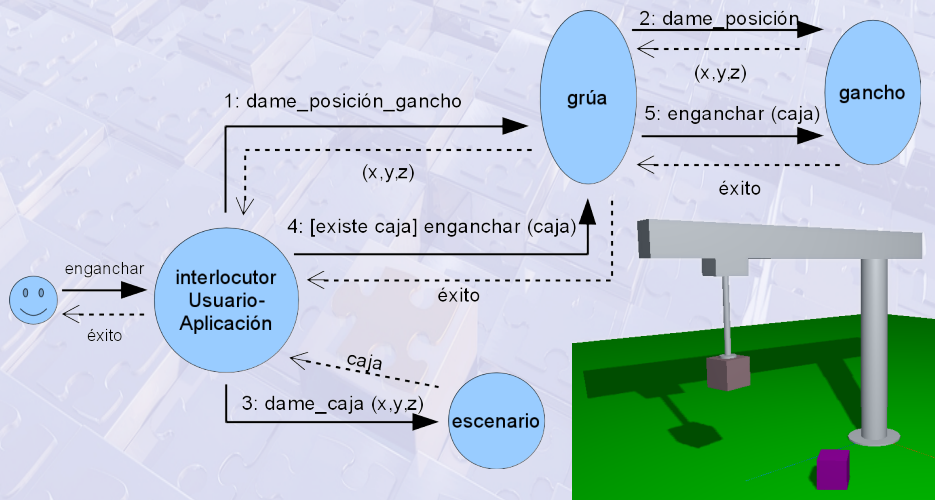 2: dame_posición
(x,y,z)
grúa
gancho
1: dame_posición_gancho
5: enganchar (caja)
(x,y,z)
éxito
4: [existe caja] enganchar (caja)
enganchar
interlocutor
Usuario-
Aplicación
éxito
éxito
caja
3: dame_caja (x,y,z)
escenario